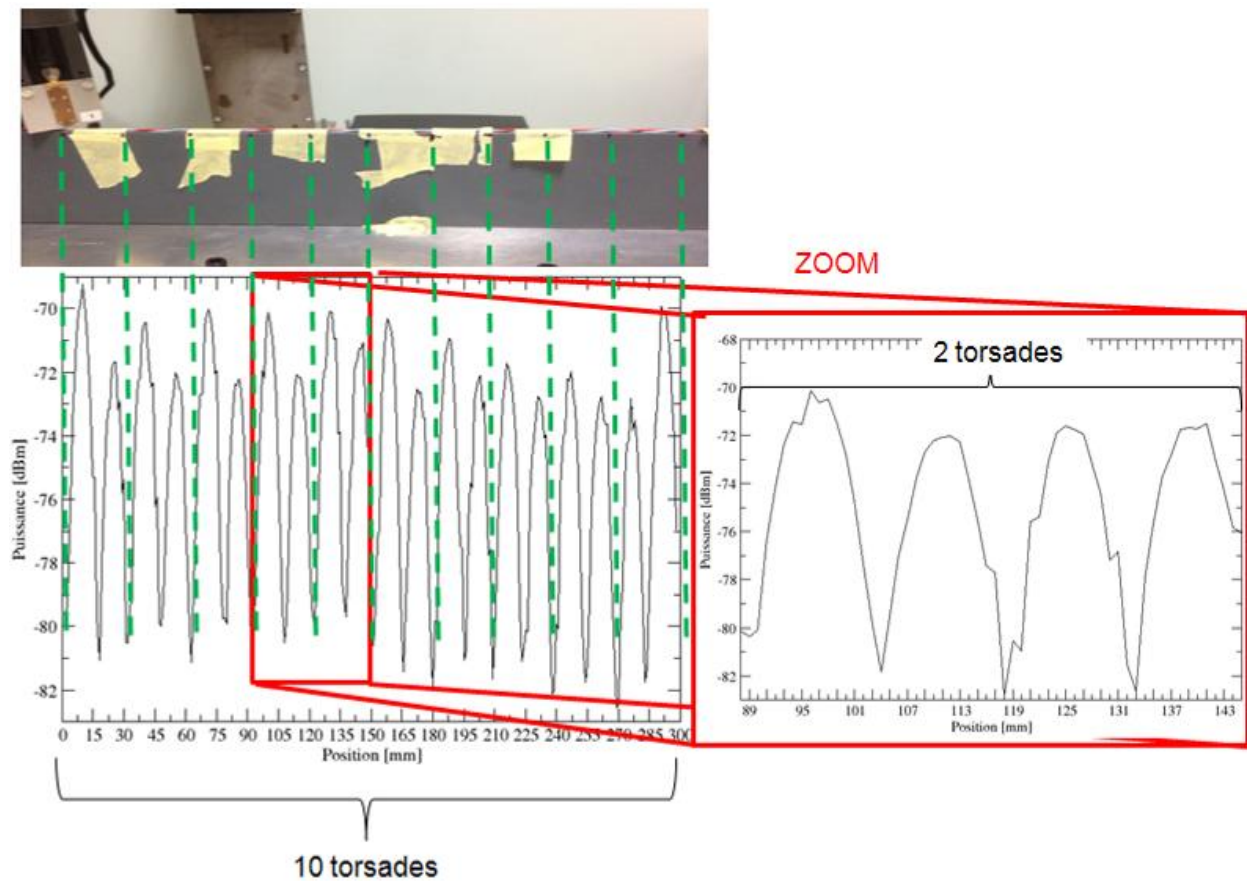 ZOOM
-70
-72
-74
-76
-78
-80
-82
Puissance [dBm]
0 15 30 45 60 75 90 105 120 135 150 165 180 195 210 225 240 255 270 285 300
Position [mm]
10 torsades
2 torsades
-68
-70
-72
-74
-76
-78
-80
-82
Puissance [dBm]
89 95 101 107 113 119 125 131 137 143
Position [mm]